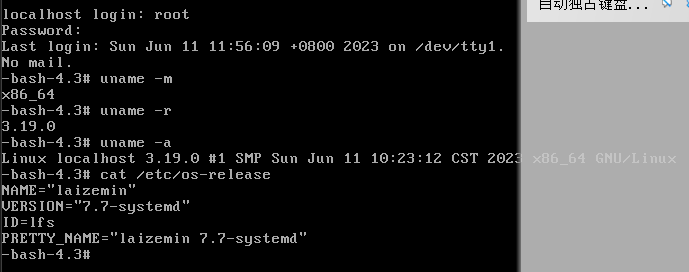 localhost login: root
Password:
Last login: Sun Jun 11 11:56:09 +0800 2023 on /dev/tty1.
No mail.
-bash-4.3# uname -m
x86_64
-bash-4.3# uname -r
3.19.0
-bash-4.3# uname -a
Linux localhost 3.19.0 #1 SMP Sun Jun 11 10:23:12 CST 2023 x86_64 GNU/Linux
-bash-4.3# cat /etc/os-release
NAME="laizemin"
VERSION="7.7-systemd"
ID=lfs
PRETTY_NAME="laizemin 7.7-systemd"
-bash-4.3#
自动独占键盘...